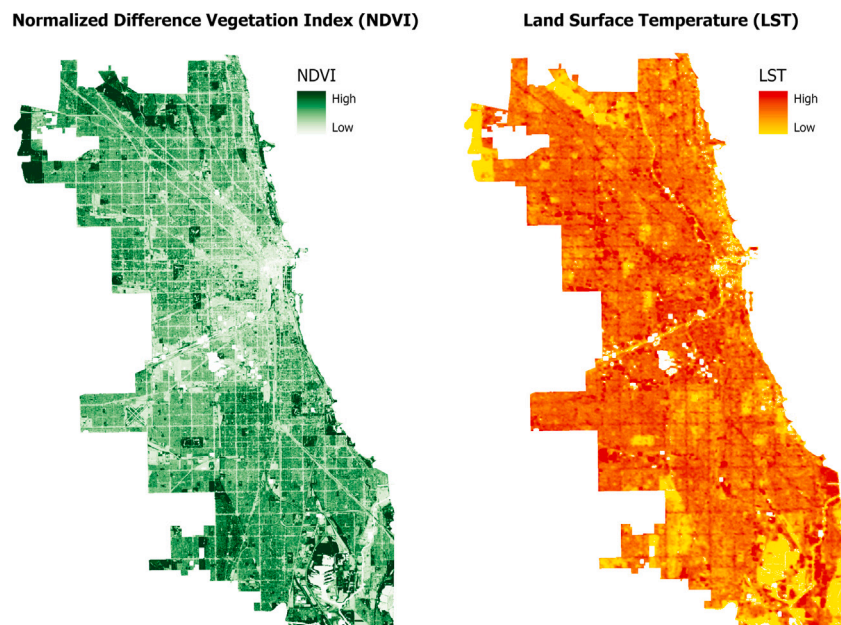 Normalized Difference Vegetation Index (NDVI)
Land Surface Temperature (LST)
NDVI
High
Low
LST
High
Low